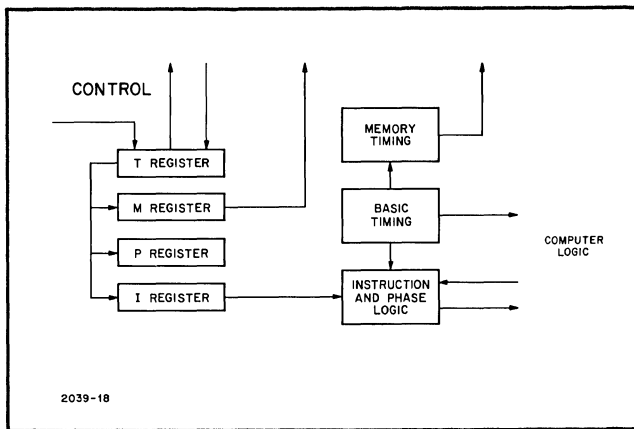 CONTROL
T REGISTER
M REGISTER
P REGISTER
I REGISTER
MEMORY
TIMING
BASIC
TIMING
INSTRUCTION
AND PHASE
LOGIC
COMPUTER
LOGIC
2039-18